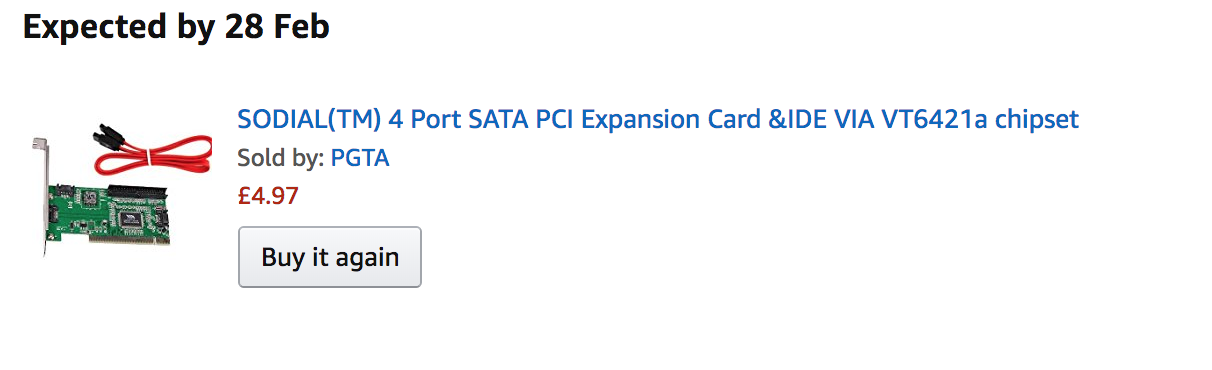 Expected by 28 Feb
SODIAL(TM) 4 Port SATA PCI Expansion Card &IDE VIA VT6421a chipset
Sold by: PGTA
£4.97
Buy it again